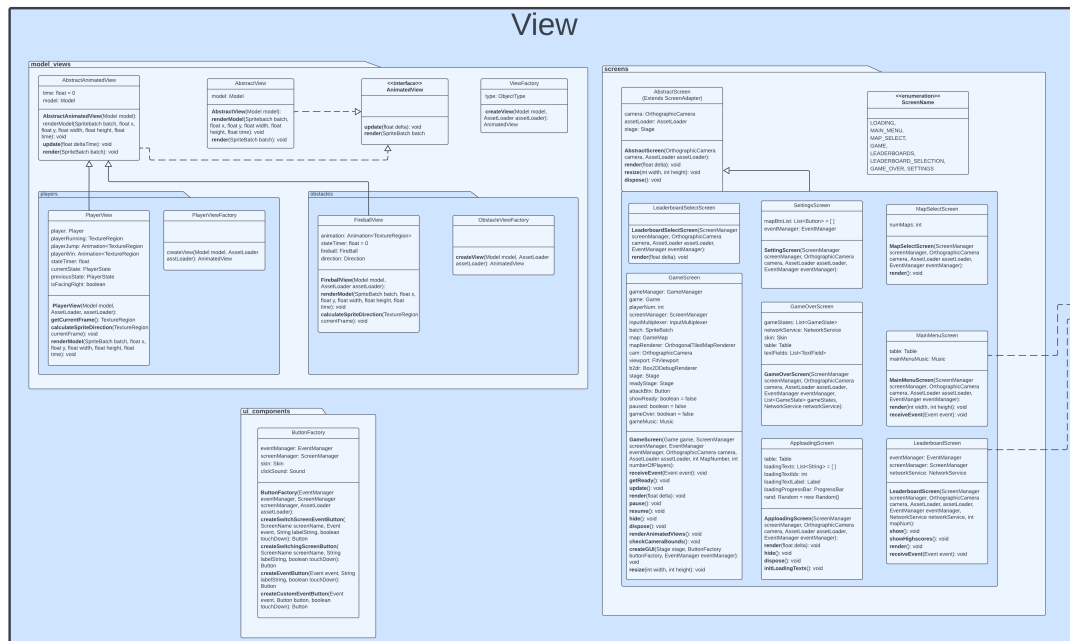 View
model_views
AbstractAnimatedView
time: float = 0
model: Model
AbstractAnimatedView(Model model):
renderModel(Spritebatch batch, float x,
float y, float width, float height, float
time): void
update(float deltaTime): void
render(SpriteBatch batch): void
AbstractView
model: Model
AbstractView(Model model):
renderModel(Spritebatch batch, float
x, float y, float width, float
height, float time): void
render(SpriteBatch batch): void
<<Interface>>
AnimatedView
update(float delta): void
render(SpriteBatch batch
ViewFactory
type: ObjectType
createView(Model model,
AssetLoader assetLoader):
AnimatedView
players
PlayerView
player: Player
playerRunning: TextureRegion
playerJump: Animation<TextureRegion>
playerWin: Animation<TextureRegion
stateTimer: float
currentState: PlayerState
previousState: PlayerState
isFacingRight: boolean
PlayerView(Model model,
AssetLoader, assetLoader):
getCurrentFrame(): TextureRegion
calculateSpriteDirection(TextureRegion
currentFrame): void
renderModel(SpriteBatch batch, float x,
float y, float width, float height, float
time): void
PlayerViewFactory
createView(Model model, AssetLoader
asstLoader): AnimatedView
obstacles
FireballView
animation: Animation<TextureRegion>
stateTimer: float = 0
fireball: FireBall
direction: Direction
FireballView(Model model,
AssetLoader assetLoader):
renderModel(SpriteBatch batch, float x,
float y, float width, float height, float
time): void
calculateSpriteDirection(TextureRegion
currentFrame): void
ObstacleViewFactory
createView(Model model, AssetLoader
assetLoader): AnimatedView
ui_components
ButtonFactory
eventManager: EventManager
screenManager: ScreenManager
skin: Skin
clickSound: Sound
ButtonFactory(EventManager
eventManager, ScreenManager
screenManager, AssetLoader
assetLoader):
createSwitchScreenEventButton(
ScreenName screenName, Event
event, String labelString, boolean
touchDown): Button
createSwitchingScreenButton(
ScreenName screenName, String
labelString, boolean touchDown):
Button
createEventButton(Event event, String
labelString, boolean touchDown):
Button
createCustomEventButton(Event
event, Button button, boolean
touchDown): Button
screens
AbstractScreen
(Extends ScreenAdapter)
camera: OrthographicCamera
assetLoader: AssetLoader
stage: Stage
AbstractScreen(OrthographicCamera
camera, AssetLoader assetLoader):
render(float delta): void
resize(int width, int height): void
dispose(): void
<<enumeration>>
ScreenName
LOADING,
MAIN_MENU,
MAP_SELECT,
GAME,
LEADERBOARDS,
LEADERBOARD_SELECTION,
GAME_OVER, SETTINGS
LeaderboardSelectScreen
LeaderboardSelectScreen(ScreenManager
screenManager, OrthographicCamera
camera, AssetLoader assetLoader,
EventManager eventManager):
render(float delta): void
GameScreen
gameManager: GameManager
game: Game
playerNum: int
screenManager: ScreenManager
inputMultiplexer: InputMultiplexer
batch: SpriteBatch
map: GameMap
mapRenderer: OrthogonalTiledMapRenderer
cam: OrthographicCamera
viewport: FitViewport
b2dr: Box2DDebugRenderer
stage: Stage
readyStage: Stage
attackBtn: Button
showReady: boolean = false
paused: boolean = false
gameOver: boolean = false
gameMusic: Music
GameScreen(Game game, ScreenManager
screenManager, EventManager
eventManager, OrthographicCamera camera,
AssetLoader assetLoader, int MapNumber, int
numberOfPlayers):
receiveEvent(Event event): void
getReady(): void
update(): void
render(float delta): void
pause(): void
resume(): void
hide(): void
dispose(): void
renderAnimatedViews(): void
checkCameraBounds(): void
createGUI(Stage stage, ButtonFactory
buttonFactory, EventManager eventManager):
void
resize(int width, int height): void
SettingsScreen
mapBtnList: List<Button> = [ ]
eventManager: EventManager
SettingScreen(ScreenManager
screenManager, OrthographicCamera
camera, AssetLoader assetLoader,
EventManager eventManager):
GameOverScreen
gameStates: List<GameState>
networkService: NetworkService
skin: Skin
table: Table
textFields: List<TextField>
GameOverScreen(ScreenManager
screenManager, OrthographicCamera
camera, AssetLoader assetLoader,
EventManager eventManager,
List<GameState> gameStates,
NetworkService networkService):
ApploadingScreen
table: Table
loadingTexts: List<String> = [ ]
loadingTextIdx: int
loadingTextLabel: Label
loadingProgressBar: ProgressBar
rand: Random = new Random()
ApploadingScreen(ScreenManager
screenManager, OrthographicCamera
camera, AssetLoader assetLoader,
EventManager eventManager):
render(float delta): void
hide(): void
dispose(): void
initLoadingTexts(): void
MapSelectScreen
numMaps: int
MapSelectScreen(ScreenManager
screenManager, OrthographicCamera
camera, AssetLoader assetLoader,
EventManager eventManager):
render(): void
MainMenuScreen
table: Table
mainMenuMusic: Music
MainMenuScreen(ScreenManager
screenManager, OrthographicCamera
camera, AssetLoader assetLoader,
EventManger eventManager):
render(int width, int height): void
receiveEvent(Event event): void
LeaderboardScreen
eventManager: EventManager
screenManager: ScreenManager
networkService: NetworkService
LeaderboardScreen(ScreenManager
screenManager, OrthographicCamera
camera, AssetLoader, assetLoader,
EventManager eventManager,
NetworkService networkService, int
mapNum):
show(): void
showHighscores(): void
render(): void
receiveEvent(Event event): void